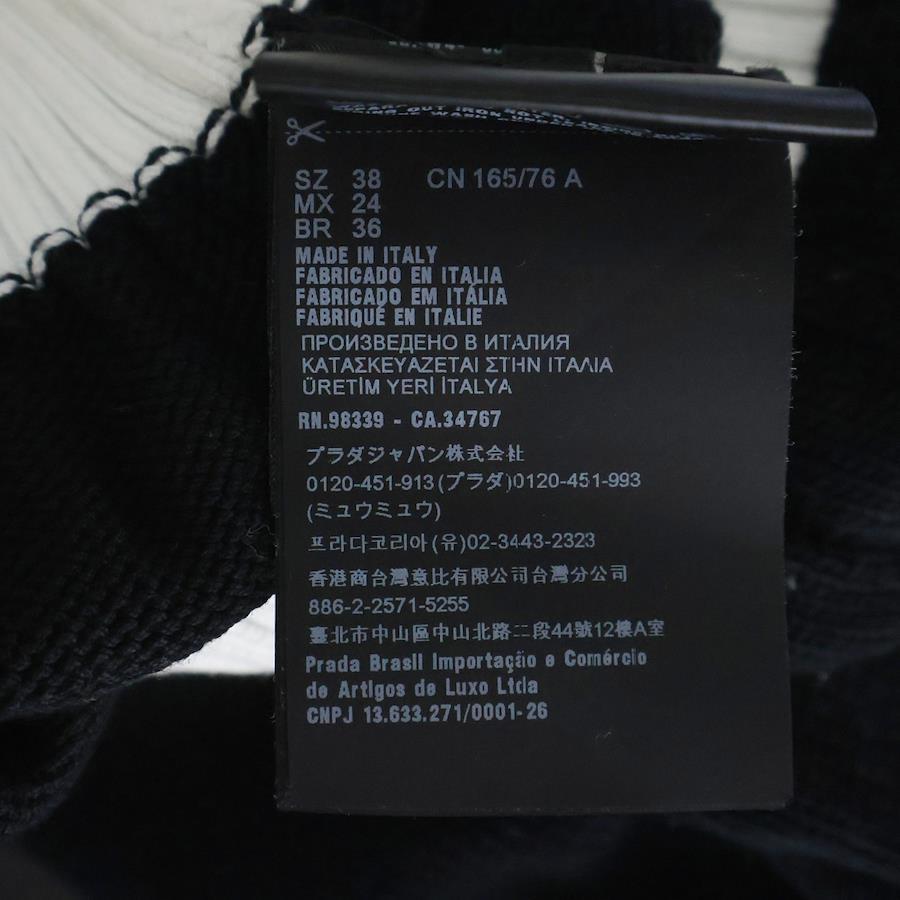 SZ 38 CN 165/76 A
MX 24
BR 36
MADE IN ITALY
FABRICADO EN ITALIA
FABRICADO EM ITÁLIA
FABRIQUÉ EN ITALIE
ПРОИЗВЕДЕНО В ИТАЛИЯ
ΚΑΤΑΣΚΕΥΑΖΕΤΑΙ ΣΤΗΝ ΙΤΑΛΙΑ
ÜRETİM YERİ İTALYA
RN.98339 - CA.34767
プラダジャパン株式会社
0120-451-913(プラダ)0120-451-993
(ミュウミュウ)
프라다코리아(유)02-3443-2323
香港商台灣意比有限公司台灣分公司
886-2-2571-5255
臺北市中山區中山北路二段44號12樓A室
Prada Brasil Importação e Comércio
de Artigos de Luxo Ltda
CNPJ 13.633.271/0001-26